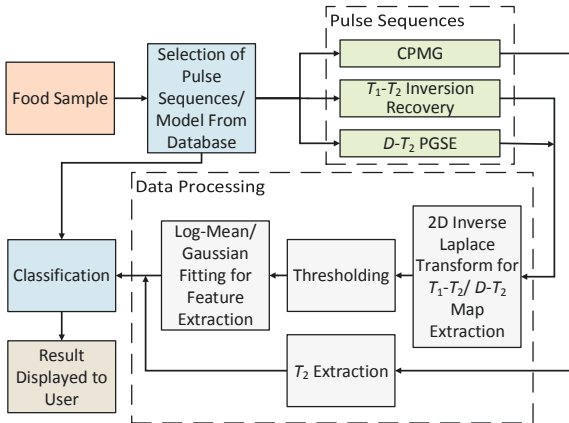 Pulse Sequences
Food Sample
Selection of
Pulse
Sequences/
Model From
Database
CPMG
T1-T2 Inversion
Recovery
D-T2 PGSE
Data Processing
Classification
Log-Mean/
Gaussian
Fitting for
Feature
Extraction
Thresholding
2D Inverse
Laplace
Transform for
T1-T2/ D-T2
Map
Extraction
Result
Displayed to
User
T2 Extraction